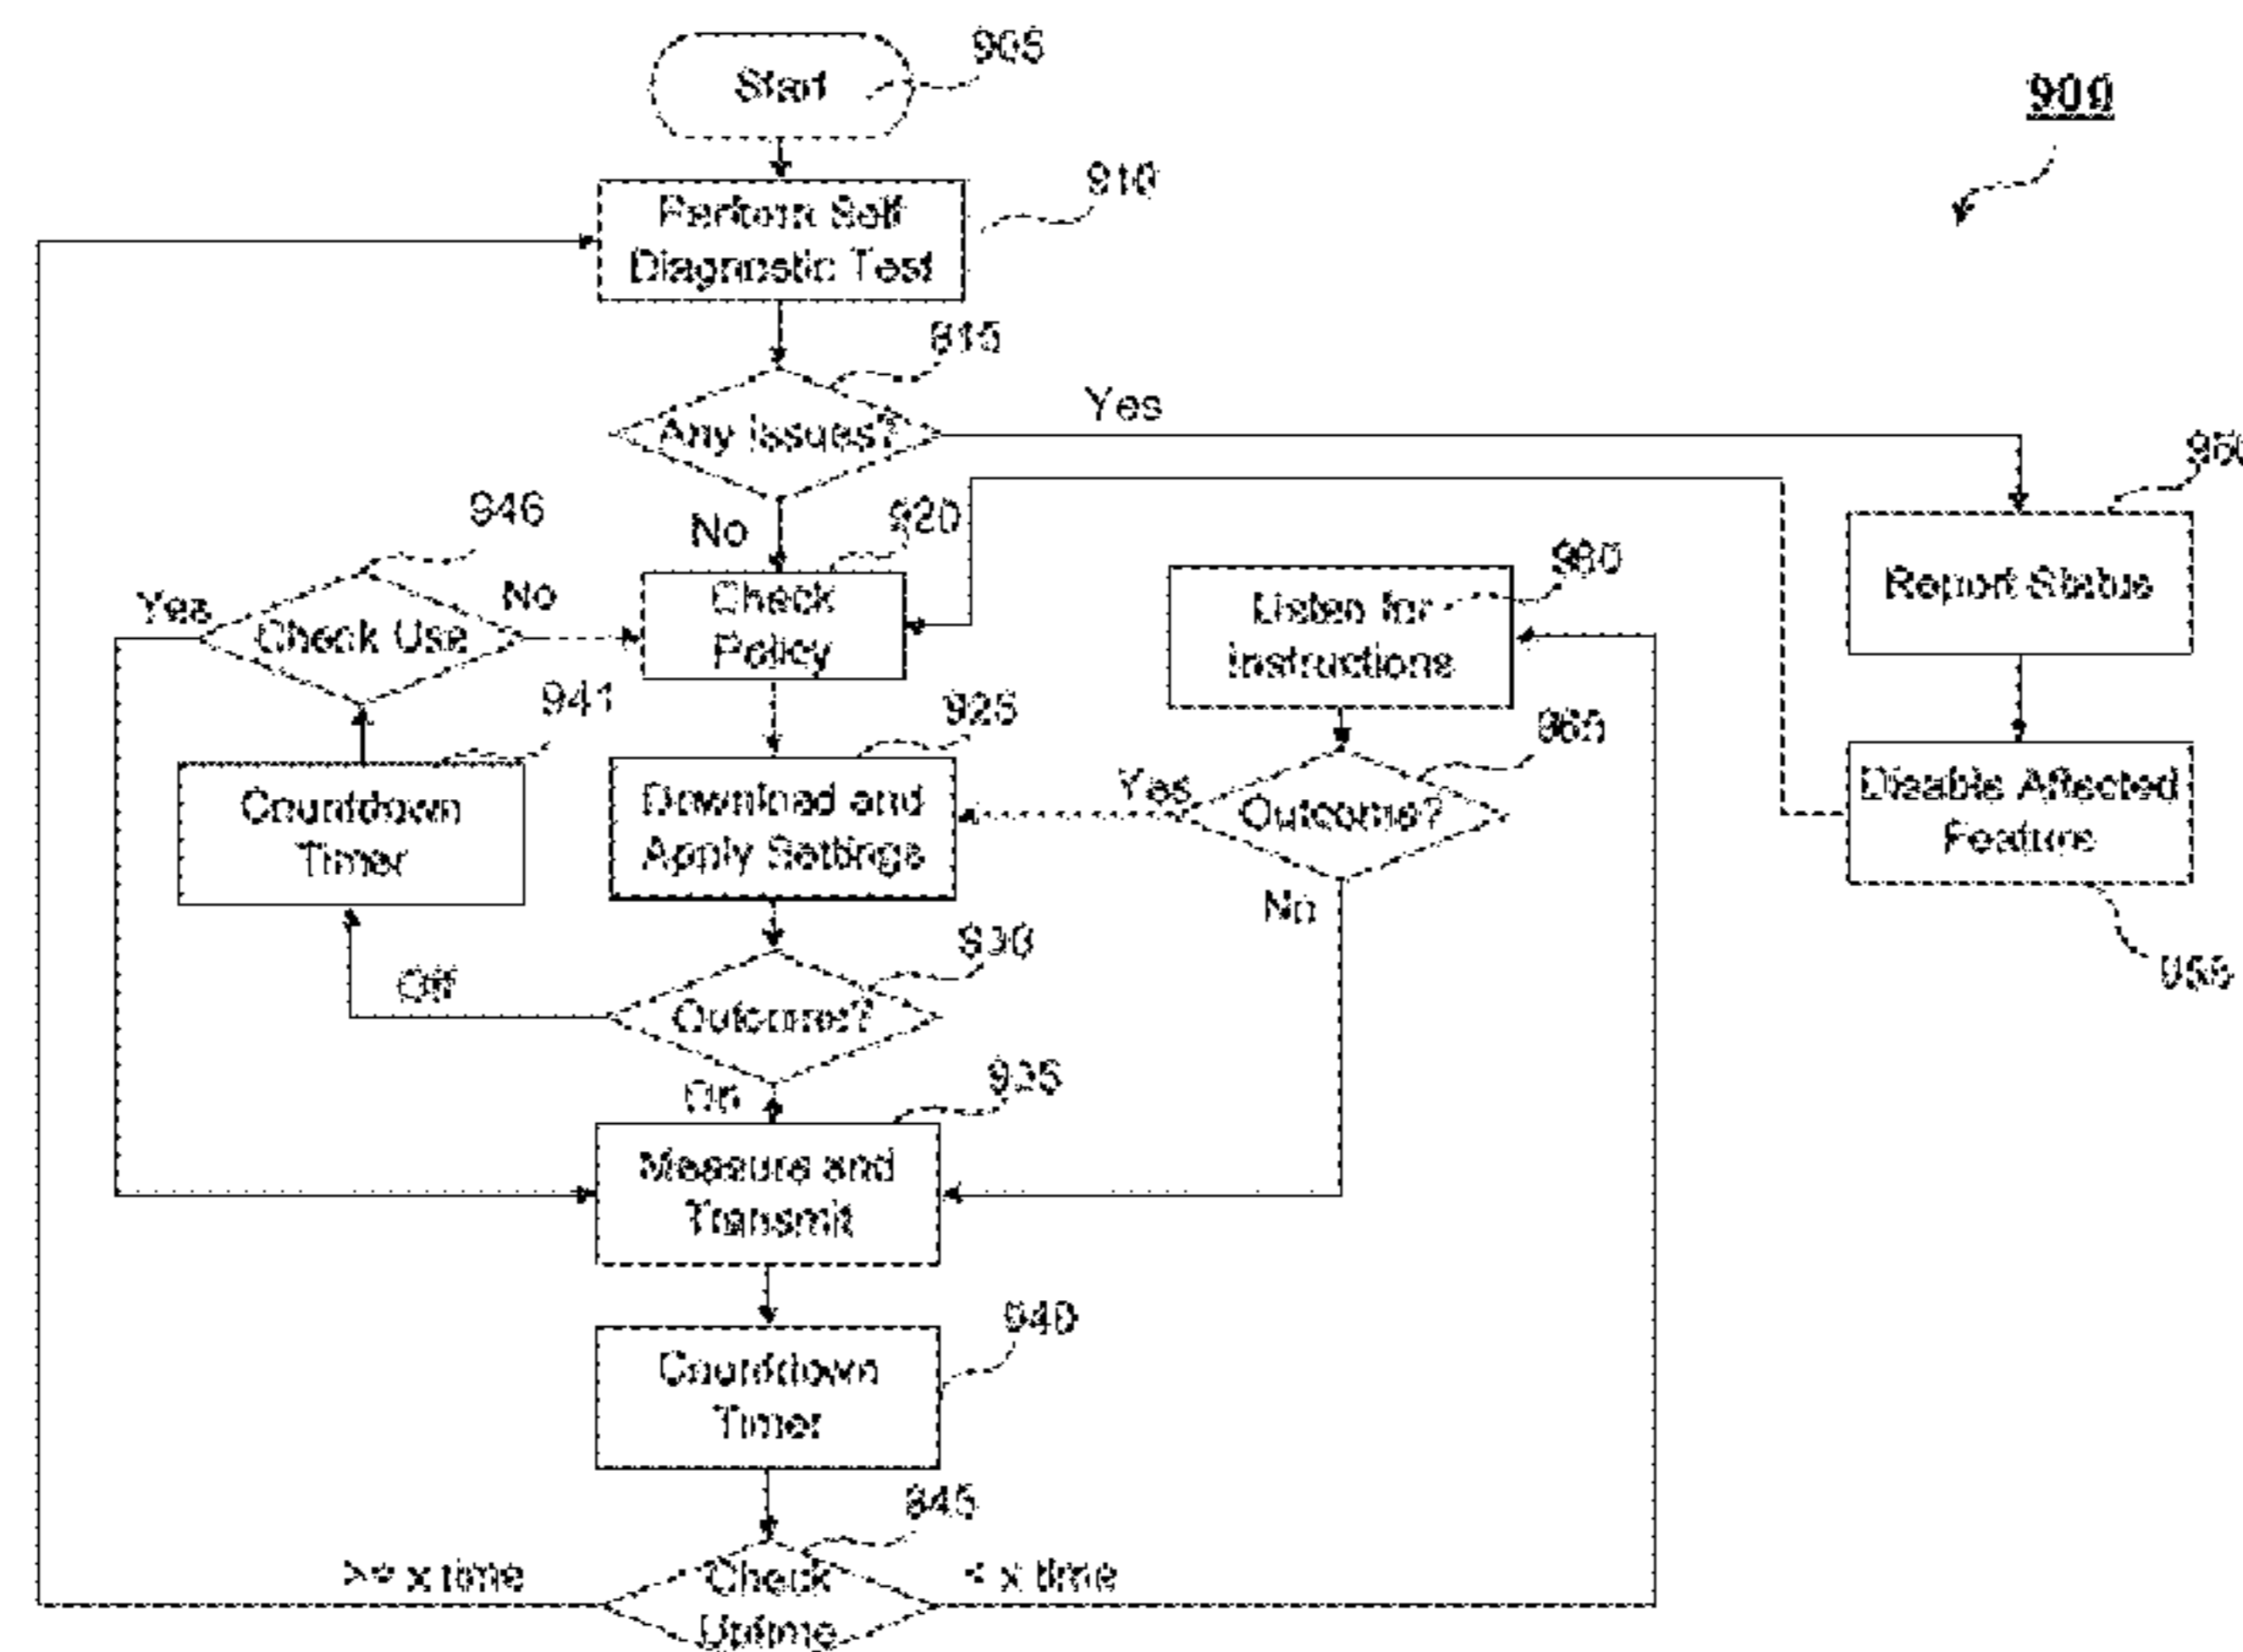 905
Start
900
910
Perform Self
Diagnostic Test
915
Any Issues?
Yes
950
946
No
920
960
Yes
No
Check Use
Check
Policy
Listen for
Instructions
Report Status
941
925
965
Countdown
Timer
Download and
Apply Settings
Yes
Outcome?
Disable Affected
Feature
No
930
Off
955
Outcome?
On
935
Measure and
Transmit
940
Countdown
Timer
945
>= x time
Check
Uptime
< x time